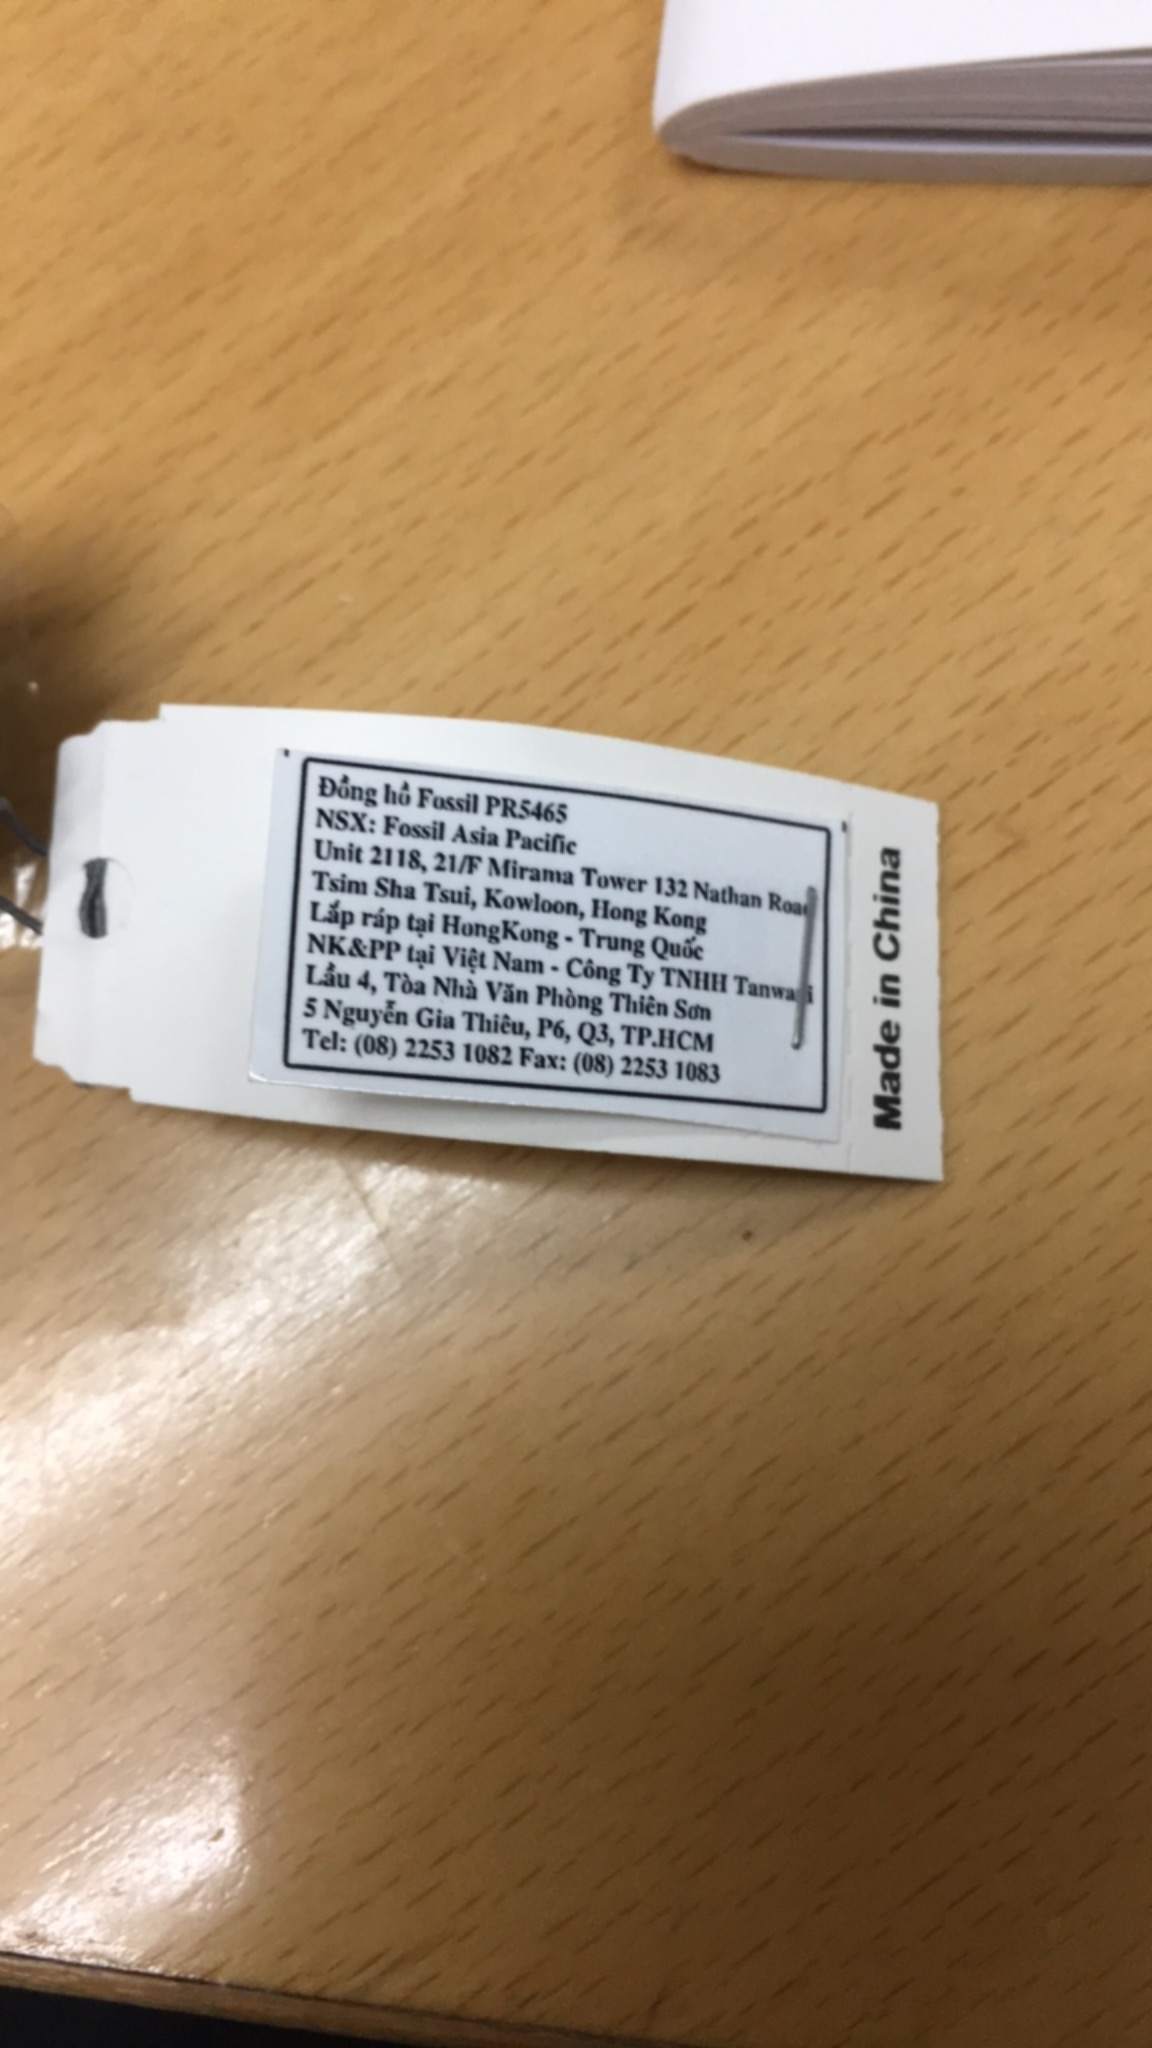 Đồng hồ Fossil PR5465
NSX: Fossil Asia Pacific
Unit 2118, 21/F Mirama Tower 132 Nathan Road
Tsim Sha Tsui, Kowloon, Hong Kong
Lắp ráp tại HongKong - Trung Quốc
NK&PP tại Việt Nam - Công Ty TNHH
Lầu 4, Tòa Nhà Văn Phòng Thiên Sơn
5 Nguyễn Gia Thiêu, P6, Q3, TP.HCM
Tel: (08) 2253 1082 Fax: (08) 2253 1083
Made in China